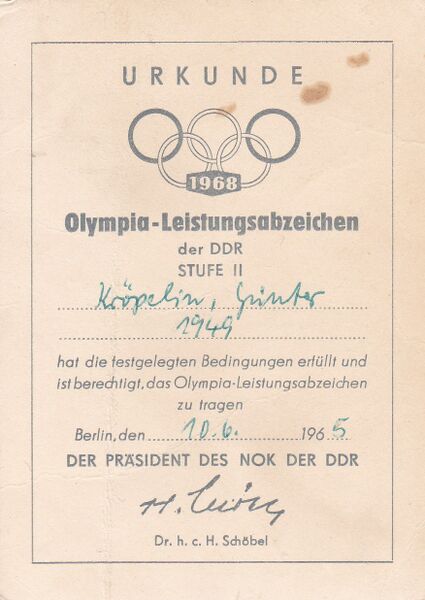 URKUNDE
1968
Olympia-Leistungsabzeichen
der DDR
STUFE II
Kröpelin, Günter
1949
hat die festgelegten Bedingungen erfüllt und
ist berechtigt, das Olympia-Leistungsabzeichen
zu tragen
Berlin, den 10.6. 1965
DER PRÄSIDENT DES NOK DER DDR
H. Schöbel
Dr. h. c. H. Schöbel